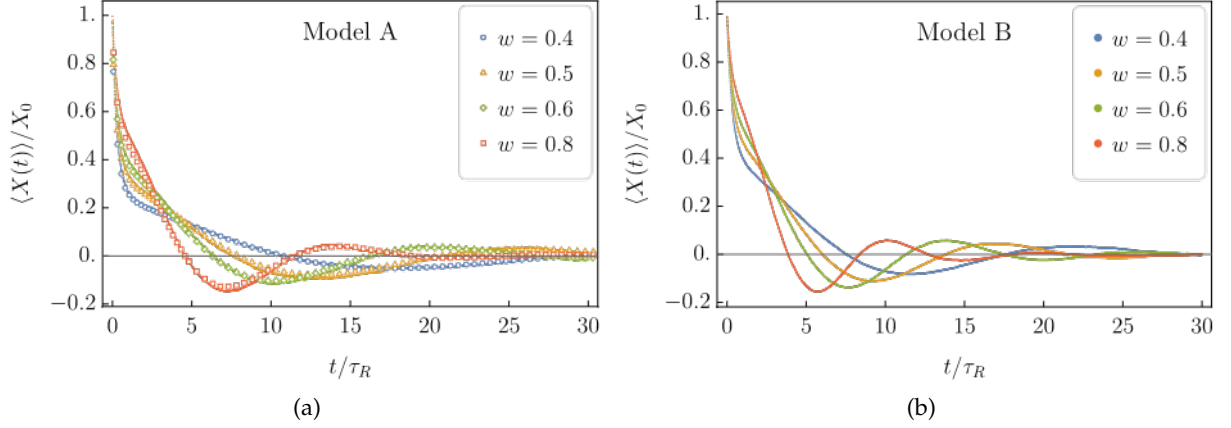 Model A
w = 0.4
w = 0.5
w = 0.6
w = 0.8
1.
0.8
0.6
0.4
0.2
0.0
−0.2
⟨X(t)⟩/X₀
0 5 10 15 20 25 30
t/τ_R
(a)
Model B
w = 0.4
w = 0.5
w = 0.6
w = 0.8
1.
0.8
0.6
0.4
0.2
0.0
−0.2
⟨X(t)⟩/X₀
0 5 10 15 20 25 30
t/τ_R
(b)